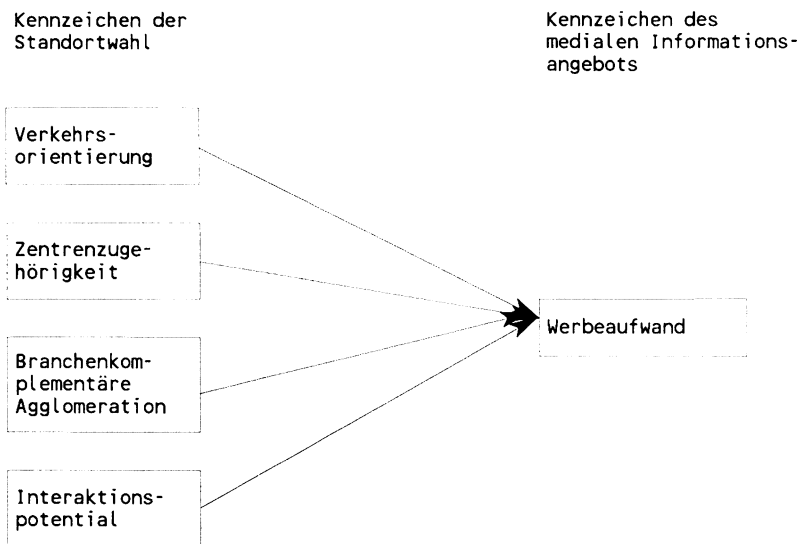 Kennzeichen der
Standortwahl
Kennzeichen des
medialen Informations-
angebots
Verkehrs-
orientierung
Zentrenzuge-
hörigkeit
Branchenkom-
plementäre
Agglomeration
Interaktions-
potential
Werbeaufwand